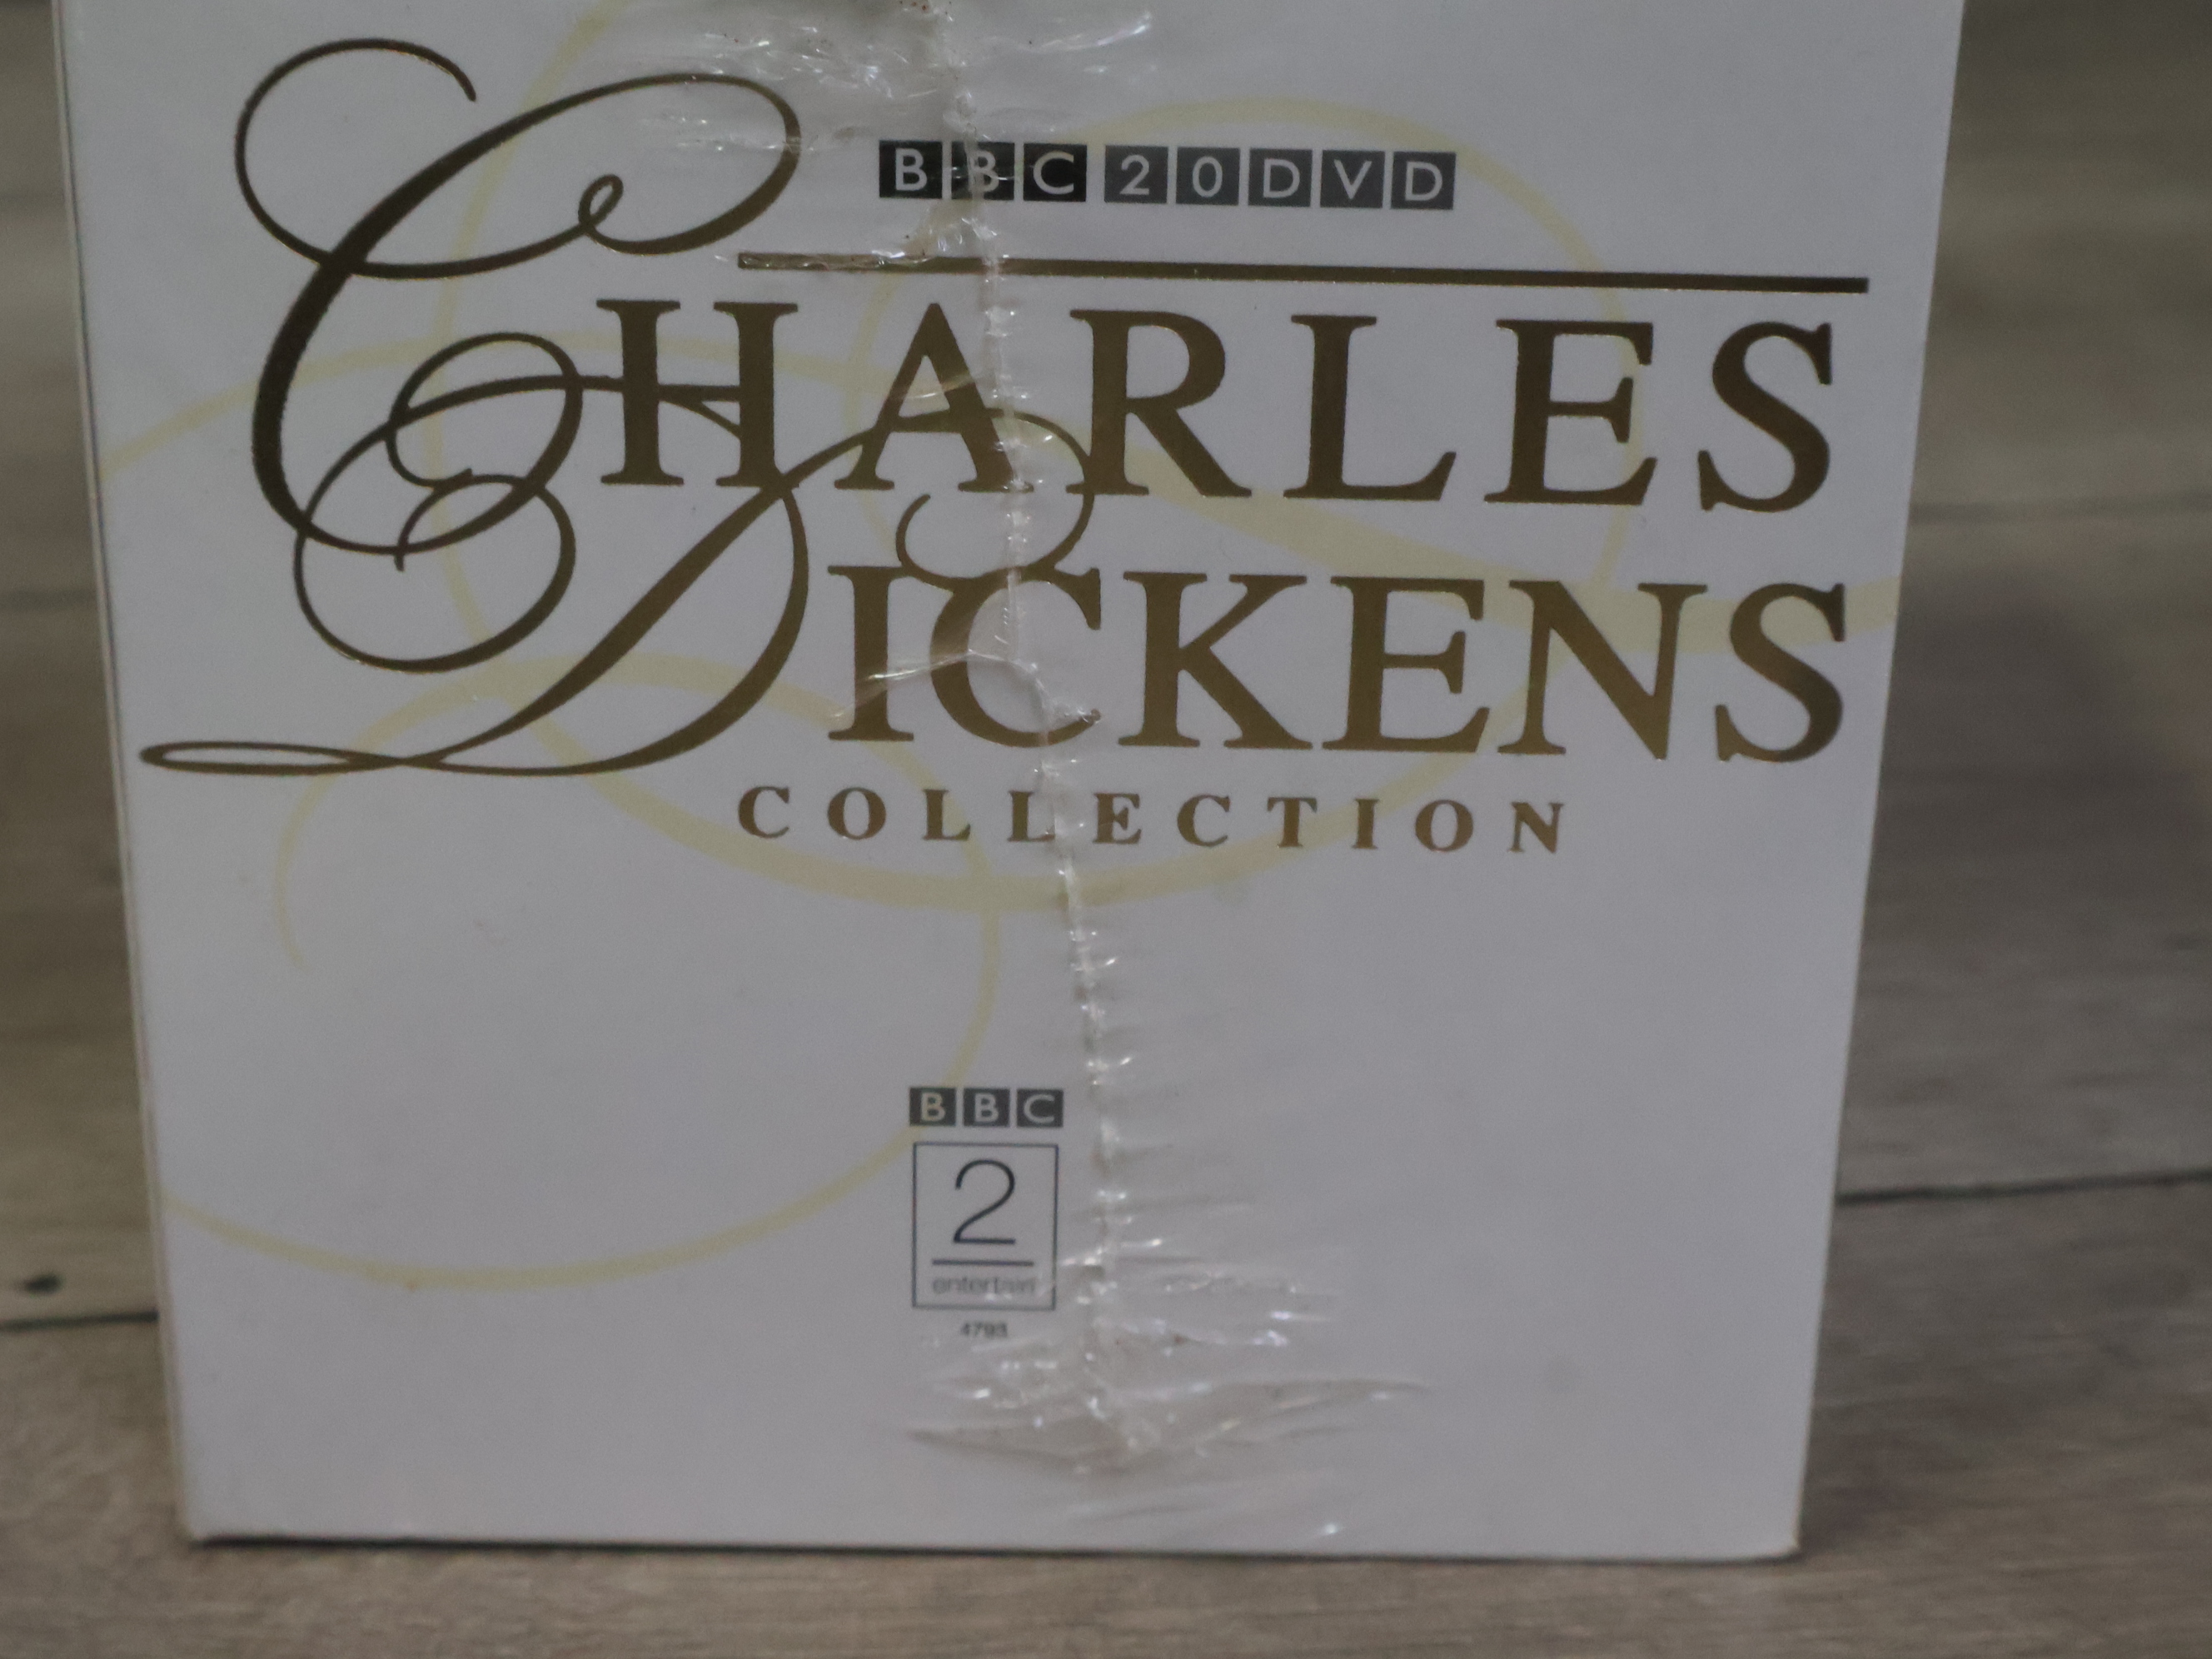 BBC 20DVD
CHARLES
DICKENS
COLLECTION
BBC
2
entertain
4793